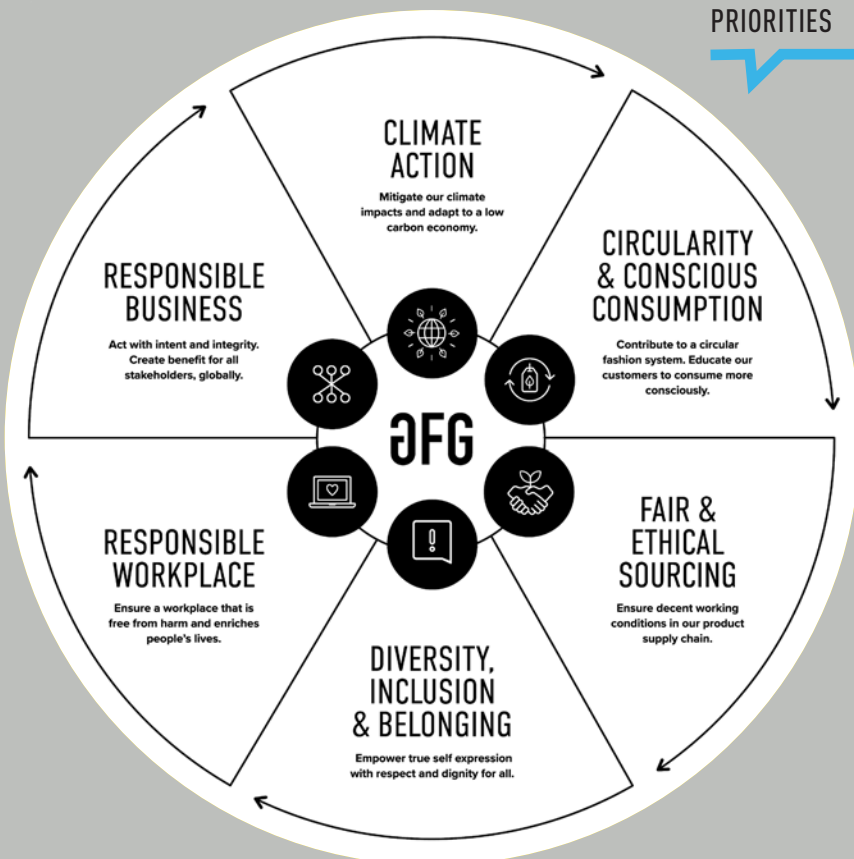 PRIORITIES
CLIMATE
ACTION
Mitigate our climate
impacts and adapt to a low
carbon economy.
CIRCULARITY
& CONSCIOUS
CONSUMPTION
Contribute to a circular
fashion system. Educate our
customers to consume more
consciously.
FAIR &
ETHICAL
SOURCING
Ensure decent working
conditions in our product
supply chain.
DIVERSITY,
INCLUSION
& BELONGING
Empower true self expression
with respect and dignity for all.
RESPONSIBLE
WORKPLACE
Ensure a workplace that is
free from harm and enriches
people's lives.
RESPONSIBLE
BUSINESS
Act with intent and integrity.
Create benefit for all
stakeholders, globally.
GFG